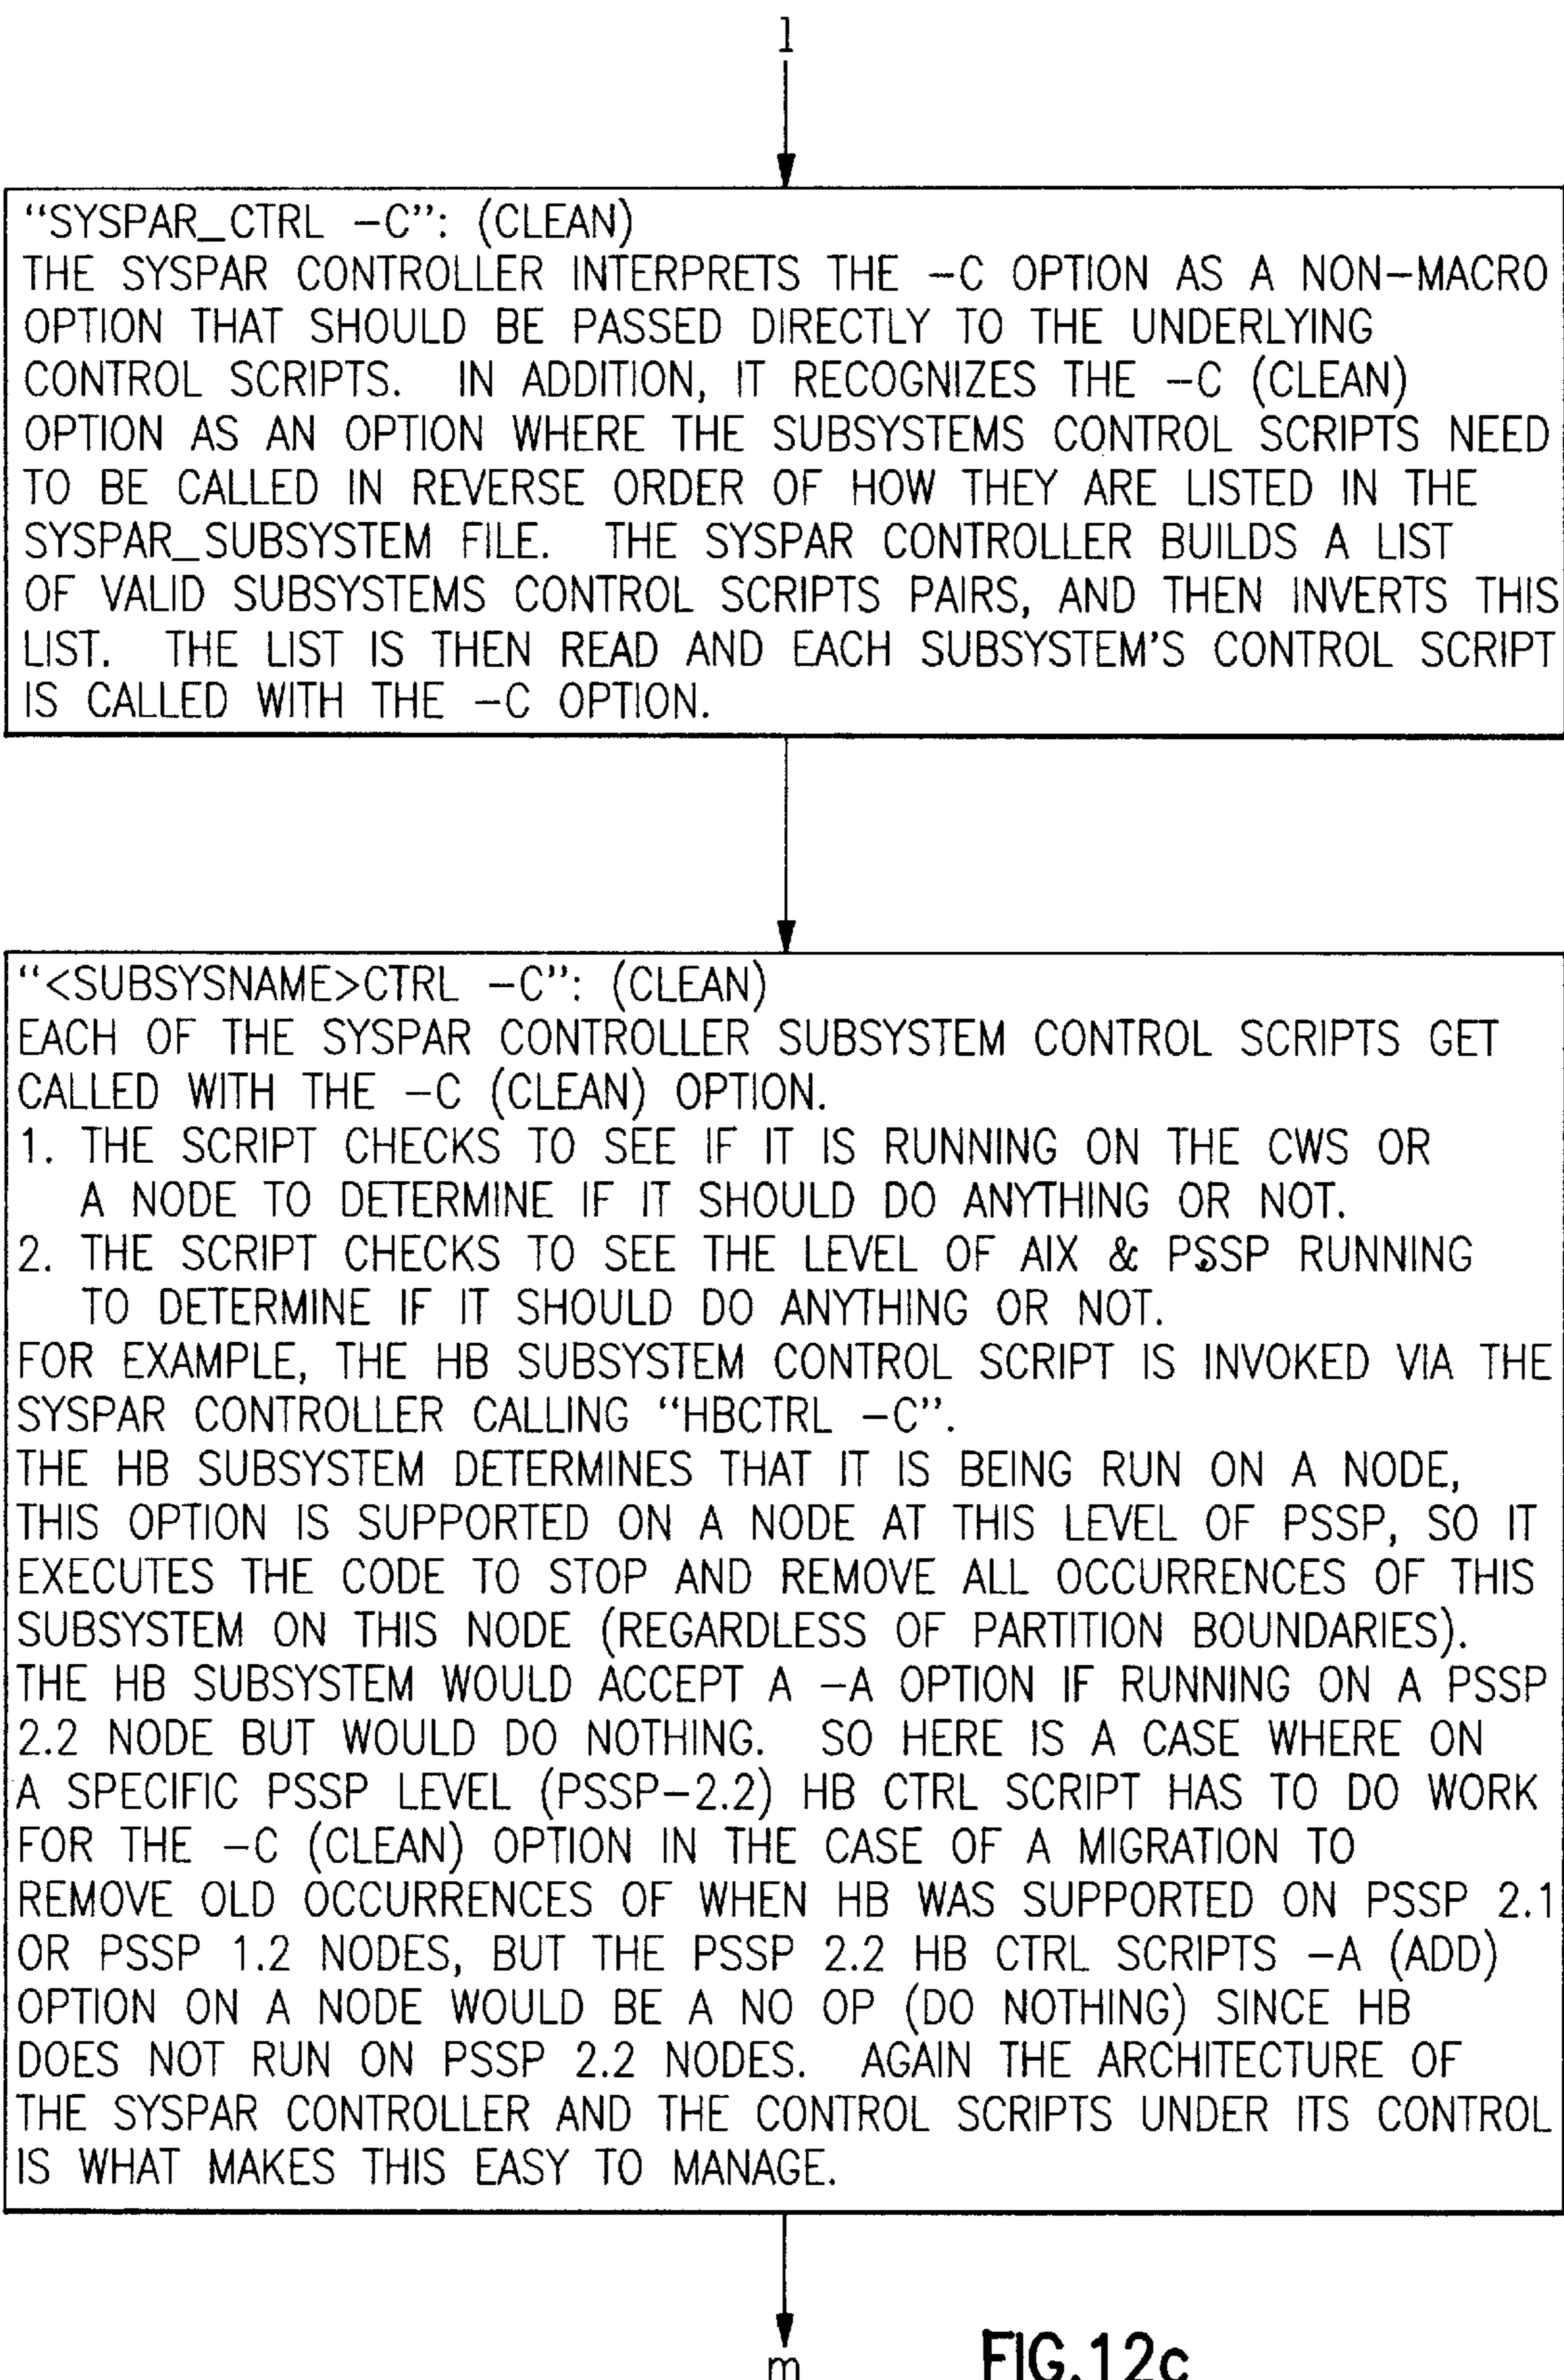 l
“SYSPAR_CTRL –C”: (CLEAN)
THE SYSPAR CONTROLLER INTERPRETS THE –C OPTION AS A NON–MACRO
OPTION THAT SHOULD BE PASSED DIRECTLY TO THE UNDERLYING
CONTROL SCRIPTS. IN ADDITION, IT RECOGNIZES THE –C (CLEAN)
OPTION AS AN OPTION WHERE THE SUBSYSTEMS CONTROL SCRIPTS NEED
TO BE CALLED IN REVERSE ORDER OF HOW THEY ARE LISTED IN THE
SYSPAR_SUBSYSTEM FILE. THE SYSPAR CONTROLLER BUILDS A LIST
OF VALID SUBSYSTEMS CONTROL SCRIPTS PAIRS, AND THEN INVERTS THIS
LIST. THE LIST IS THEN READ AND EACH SUBSYSTEM'S CONTROL SCRIPT
IS CALLED WITH THE –C OPTION.
“<SUBSYSNAME>CTRL –C”: (CLEAN)
EACH OF THE SYSPAR CONTROLLER SUBSYSTEM CONTROL SCRIPTS GET
CALLED WITH THE –C (CLEAN) OPTION.
1. THE SCRIPT CHECKS TO SEE IF IT IS RUNNING ON THE CWS OR
A NODE TO DETERMINE IF IT SHOULD DO ANYTHING OR NOT.
2. THE SCRIPT CHECKS TO SEE THE LEVEL OF AIX & PSSP RUNNING
TO DETERMINE IF IT SHOULD DO ANYTHING OR NOT.
FOR EXAMPLE, THE HB SUBSYSTEM CONTROL SCRIPT IS INVOKED VIA THE
SYSPAR CONTROLLER CALLING “HBCTRL –C”.
THE HB SUBSYSTEM DETERMINES THAT IT IS BEING RUN ON A NODE,
THIS OPTION IS SUPPORTED ON A NODE AT THIS LEVEL OF PSSP, SO IT
EXECUTES THE CODE TO STOP AND REMOVE ALL OCCURRENCES OF THIS
SUBSYSTEM ON THIS NODE (REGARDLESS OF PARTITION BOUNDARIES).
THE HB SUBSYSTEM WOULD ACCEPT A –A OPTION IF RUNNING ON A PSSP
2.2 NODE BUT WOULD DO NOTHING. SO HERE IS A CASE WHERE ON
A SPECIFIC PSSP LEVEL (PSSP–2.2) HB CTRL SCRIPT HAS TO DO WORK
FOR THE –C (CLEAN) OPTION IN THE CASE OF A MIGRATION TO
REMOVE OLD OCCURRENCES OF WHEN HB WAS SUPPORTED ON PSSP 2.1
OR PSSP 1.2 NODES, BUT THE PSSP 2.2 HB CTRL SCRIPTS –A (ADD)
OPTION ON A NODE WOULD BE A NO OP (DO NOTHING) SINCE HB
DOES NOT RUN ON PSSP 2.2 NODES. AGAIN THE ARCHITECTURE OF
THE SYSPAR CONTROLLER AND THE CONTROL SCRIPTS UNDER ITS CONTROL
IS WHAT MAKES THIS EASY TO MANAGE.
m
FIG.12c